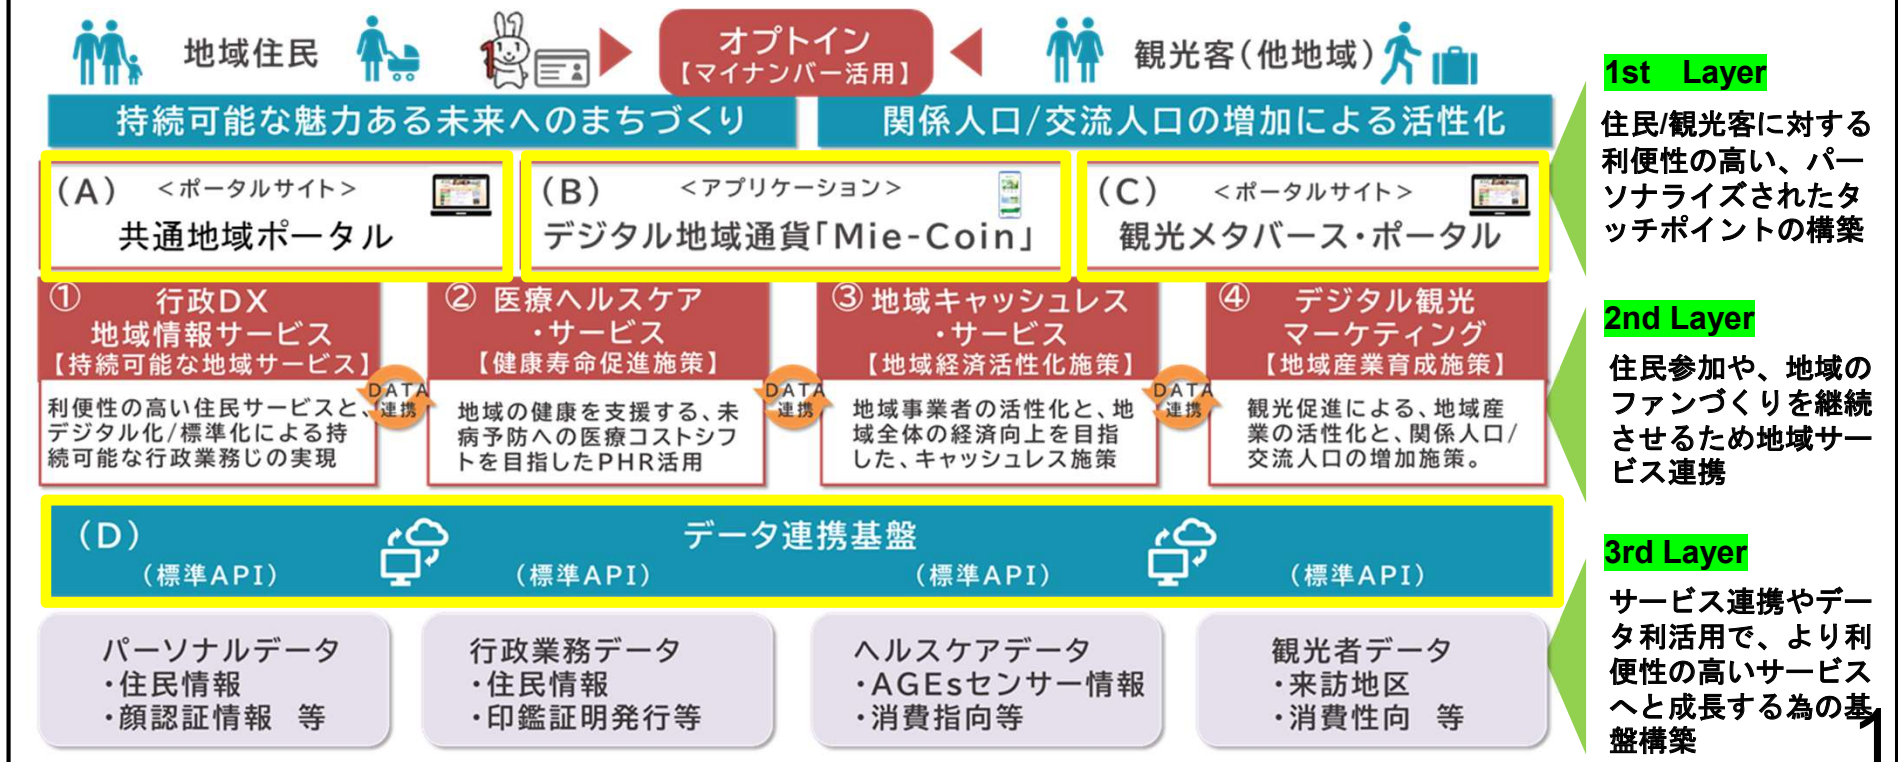 地域住民
オプトイン
【マイナンバー活用】
観光客(他地域)
持続可能な魅力ある未来へのまちづくり
関係人口/交流人口の増加による活性化
(A) <ポータルサイト>
共通地域ポータル
(B) <アプリケーション>
デジタル地域通貨「Mie-Coin」
(C) <ポータルサイト>
観光メタバース・ポータル
1st Layer
住民/観光客に対する
利便性の高い、パー
ソナライズされたタ
ッチポイントの構築
① 行政DX
地域情報サービス
【持続可能な地域サービス】
利便性の高い住民サービスと、
デジタル化/標準化による持
続可能な行政業務じの実現
DATA
連携
② 医療ヘルスケア
・サービス
【健康寿命促進施策】
地域の健康を支援する、未
病予防への医療コストシフ
トを目指したPHR活用
DATA
連携
③ 地域キャッシュレス
・サービス
【地域経済活性化施策】
地域事業者の活性化と、地
域全体の経済向上を目指
した、キャッシュレス施策
DATA
連携
④ デジタル観光
マーケティング
【地域産業育成施策】
観光促進による、地域産
業の活性化と、関係人口/
交流人口の増加施策。
2nd Layer
住民参加や、地域の
ファンづくりを継続
させるため地域サー
ビス連携
(D) データ連携基盤
(標準API) (標準API) (標準API) (標準API)
パーソナルデータ
・住民情報
・顔認証情報 等
行政業務データ
・住民情報
・印鑑証明発行等
ヘルスケアデータ
・AGEsセンサー情報
・消費指向等
観光者データ
・来訪地区
・消費性向 等
3rd Layer
サービス連携やデー
タ利活用で、より利
便性の高いサービス
へと成長する為の基
盤構築
1